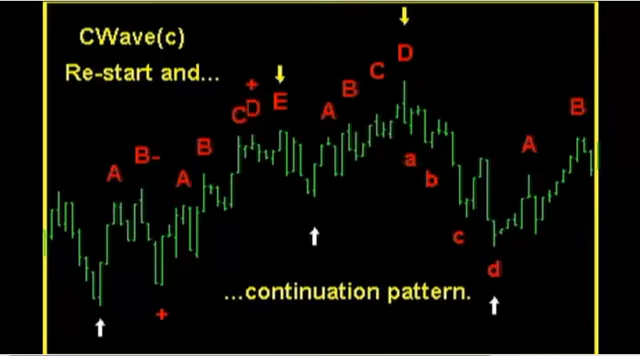 CWave(c)
Re-start and...
D
C
B
+
E
A
C D
B
B
B-
A
A
A
a
b
c
d
+
...continuation pattern.